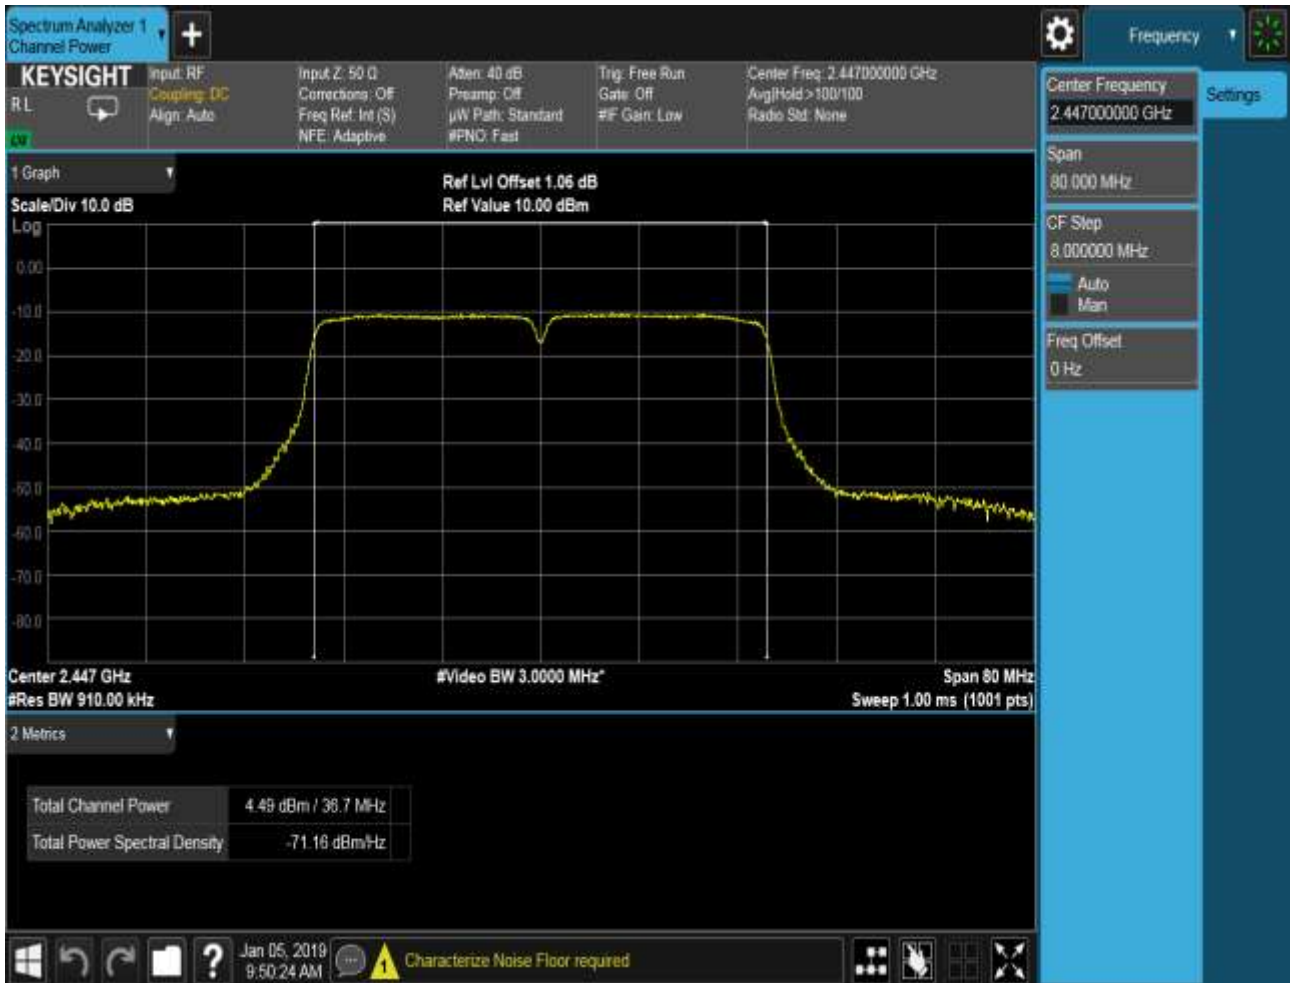 Spectrum Analyzer 1
Channel Power
+
Frequency
KEYSIGHT
RL
LXI
Input: RF
Coupling: DC
Align: Auto
Input Z: 50 Ω
Corrections: Off
Freq Ref: Int (S)
NFE: Adaptive
Atten: 40 dB
Preamp: Off
µW Path: Standard
#PNO: Fast
Trig: Free Run
Gate: Off
#IF Gain: Low
Center Freq: 2.447000000 GHz
Avg|Hold:>100/100
Radio Std: None
Center Frequency
2.447000000 GHz
Settings
Span
80.000 MHz
CF Step
8.000000 MHz
Auto
Man
Freq Offset
0 Hz
1 Graph
Scale/Div 10.0 dB
Ref Lvl Offset 1.06 dB
Ref Value 10.00 dBm
Log
0.00
-10.0
-20.0
-30.0
-40.0
-50.0
-60.0
-70.0
-80.0
Center 2.447 GHz
#Video BW 3.0000 MHz*
Span 80 MHz
#Res BW 910.00 kHz
Sweep 1.00 ms (1001 pts)
2 Metrics
Total Channel Power
4.49 dBm / 36.7 MHz
Total Power Spectral Density
-71.16 dBm/Hz
?
Jan 05, 2019
9:50:24 AM
1
Characterize Noise Floor required